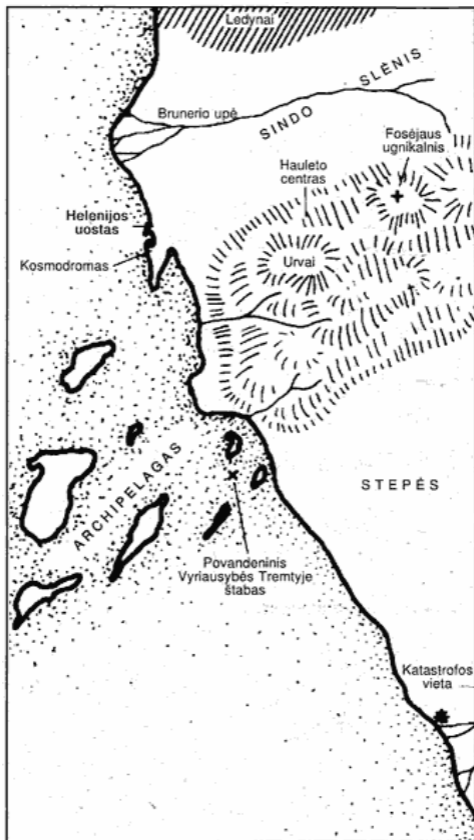 Ledynai
Brunerio upė
SINDO SLĖNIS
Fosėjaus
ugnikalnis
Hauleto
centras
Helenijos
uostas
Urvai
Kosmodromas
ARCHIPELAGAS
STEPĖS
Povandeninis
Vyriausybės Tremtyje
štabas
Katastrofos
vieta